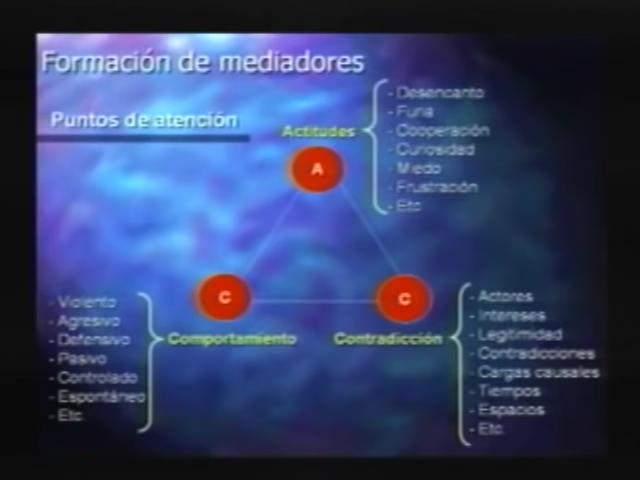 Formación de mediadores
Puntos de atención
Actitudes
- Desencanto
- Furia
- Cooperación
- Curiosidad
- Miedo
- Frustración
- Etc
A
C
C
- Violento
- Agresivo
- Defensivo
- Pasivo
- Controlado
- Espontáneo
- Etc.
Comportamiento
Contradicción
- Actores
- Intereses
- Legitimidad
- Contradicciones
- Cargas causales
- Tiempos
- Espacios
- Etc.